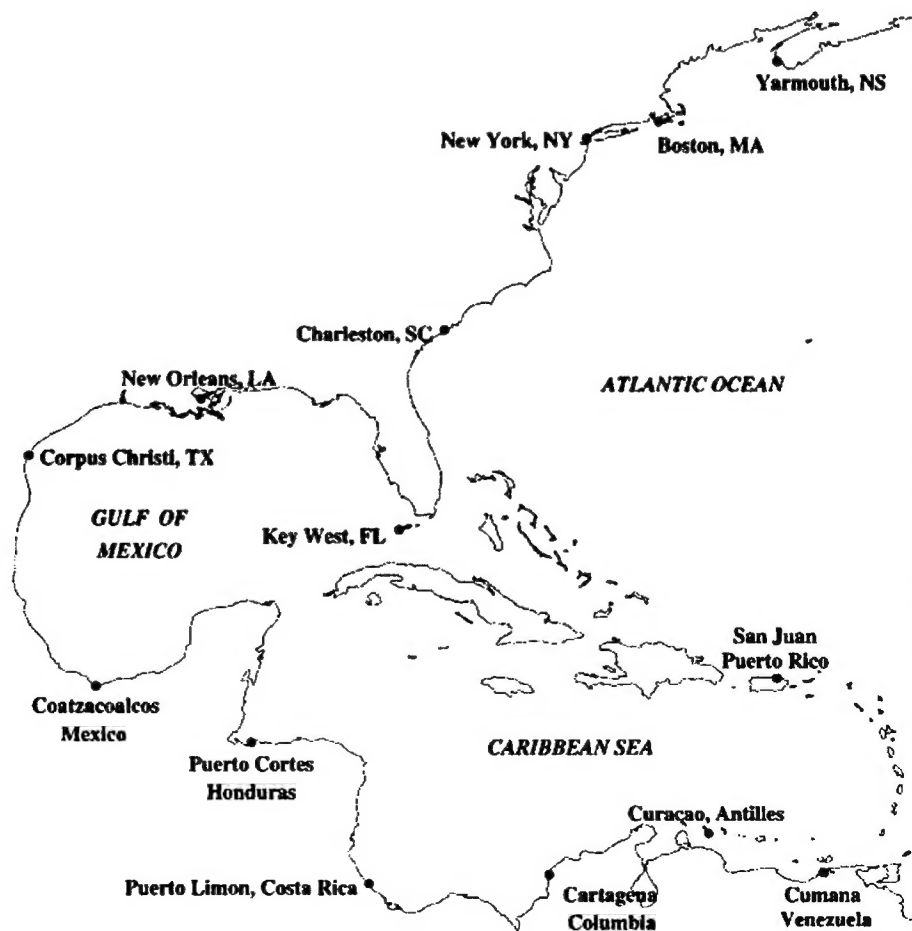 Yarmouth, NS
New York, NY
Boston, MA
Charleston, SC
New Orleans, LA
ATLANTIC OCEAN
Corpus Christi, TX
GULF OF
MEXICO
Key West, FL
San Juan
Puerto Rico
Coatzacoalcos
Mexico
CARIBBEAN SEA
Puerto Cortes
Honduras
Curaçao, Antilles
Puerto Limon, Costa Rica
Cartagena
Columbia
Cumana
Venezuela